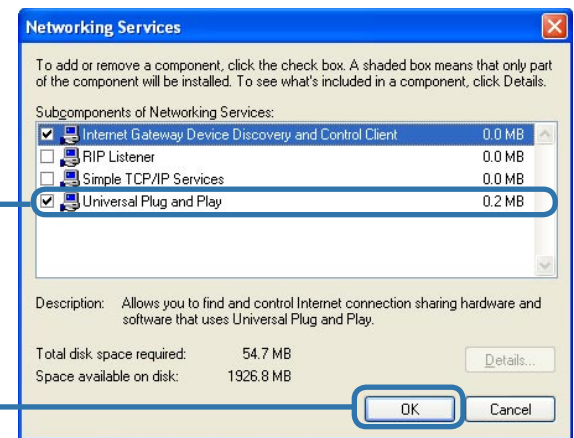 Networking Services
To add or remove a component, click the check box. A shaded box means that only part
of the component will be installed. To see what's included in a component, click Details.
Subcomponents of Networking Services:
Internet Gateway Device Discovery and Control Client 0.0 MB
RIP Listener 0.0 MB
Simple TCP/IP Services 0.0 MB
Universal Plug and Play 0.2 MB
Description: Allows you to find and control Internet connection sharing hardware and
software that uses Universal Plug and Play.
Total disk space required: 54.7 MB
Details...
Space available on disk: 1926.8 MB
OK Cancel